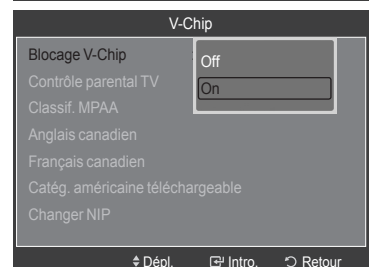 V-Chip
Blocage V-Chip : Off
On
Contrôle parental TV
Classif. MPAA
Anglais canadien
Français canadien
Catég. américaine téléchargeable
Changer NIP
Dépl. Intro. Retour